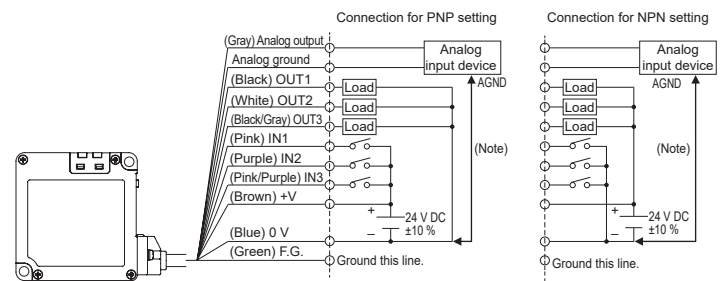 Connection for PNP setting
Connection for NPN setting
(Gray) Analog output
Analog ground
(Black) OUT1
(White) OUT2
(Black/Gray) OUT3
(Pink) IN1
(Purple) IN2
(Pink/Purple) IN3
(Brown) +V
(Blue) 0 V
(Green) F.G.
Analog
input device
AGND
Load
Load
Load
(Note)
+
24 V DC
±10 %
–
Ground this line.
Analog
input device
AGND
Load
Load
Load
(Note)
+
24 V DC
±10 %
–
Ground this line.